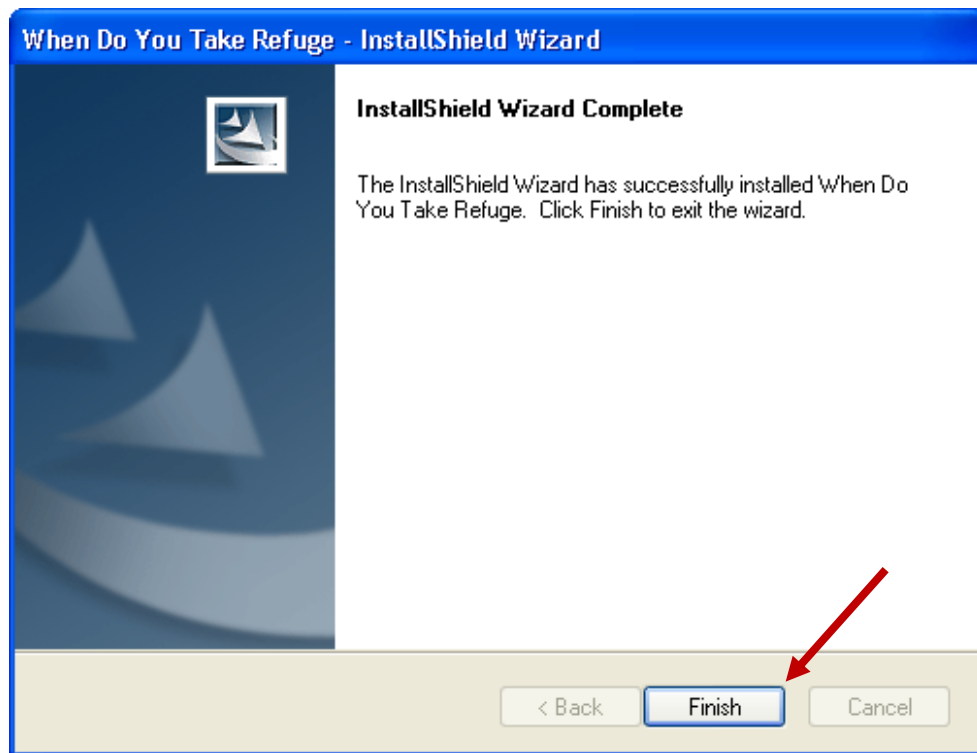 When Do You Take Refuge - InstallShield Wizard
InstallShield Wizard Complete
The InstallShield Wizard has successfully installed When Do
You Take Refuge.  Click Finish to exit the wizard.
< Back
Finish
Cancel